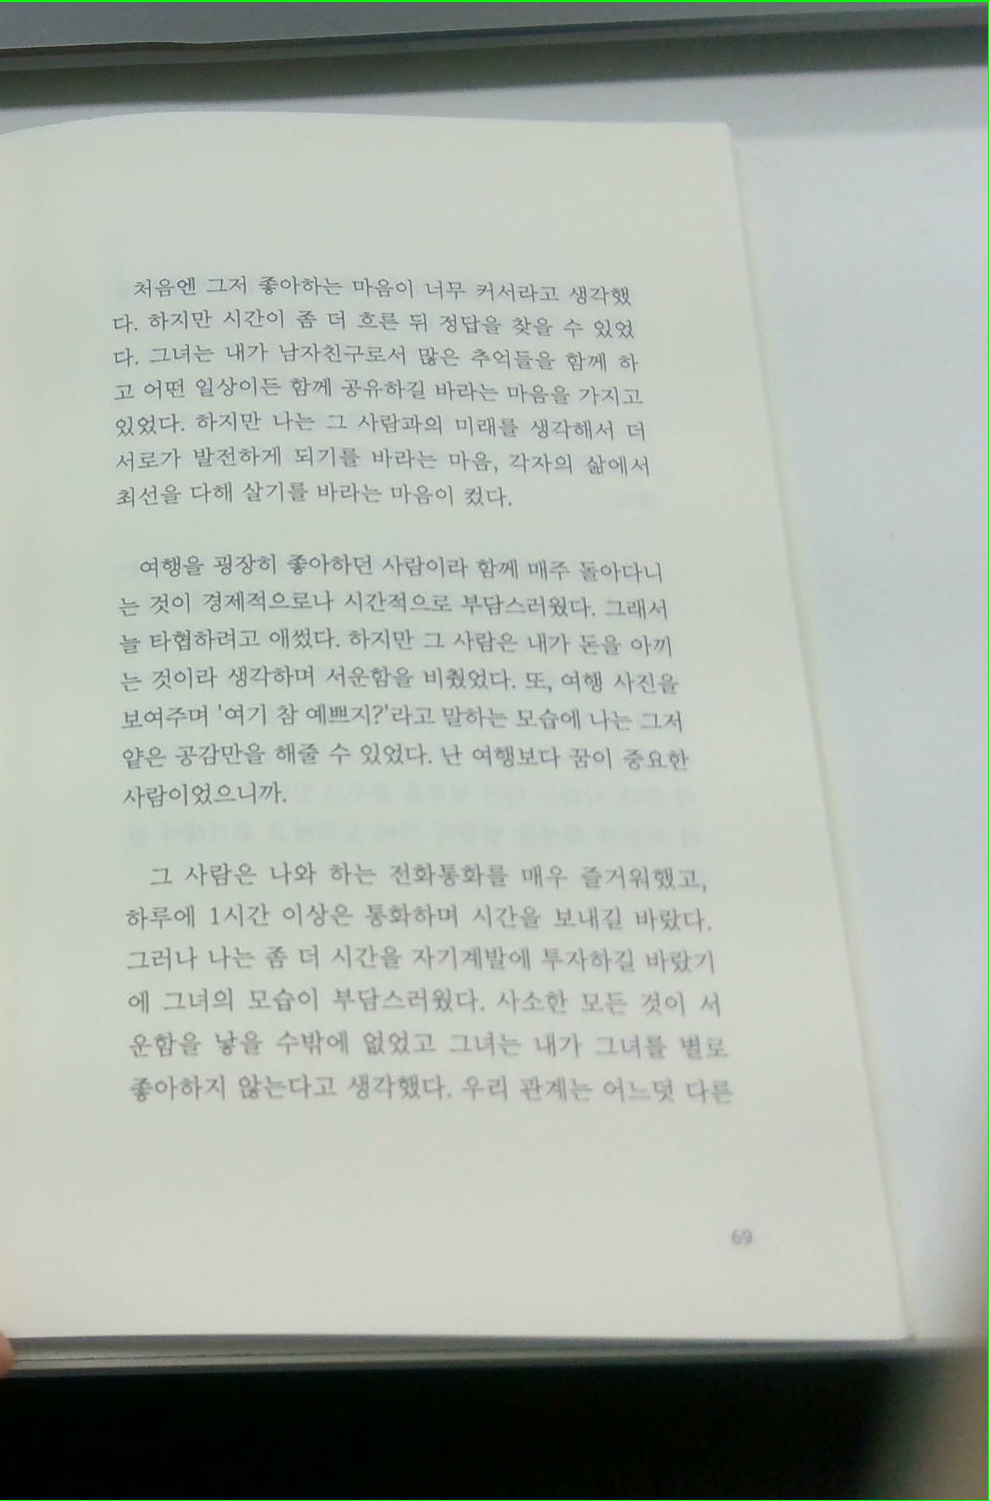 처음엔 그저 좋아하는 마음이 너무 커서라고 생각했
다. 하지만 시간이 좀 더 흐른 뒤 정답을 찾을 수 있었
다. 그녀는 내가 남자친구로서 많은 추억들을 함께 하
고 어떤 일상이든 함께 공유하길 바라는 마음을 가지고
있었다. 하지만 나는 그 사람과의 미래를 생각해서 더
서로가 발전하게 되기를 바라는 마음, 각자의 삶에서
최선을 다해 살기를 바라는 마음이 컸다.
여행을 굉장히 좋아하던 사람이라 함께 매주 돌아다니
는 것이 경제적으로나 시간적으로 부담스러웠다. 그래서
늘 타협하려고 애썼다. 하지만 그 사람은 내가 돈을 아끼
는 것이라 생각하며 서운함을 비췄었다. 또, 여행 사진을
보여주며 '여기 참 예쁘지?'라고 말하는 모습에 나는 그저
얕은 공감만을 해줄 수 있었다. 난 여행보다 꿈이 중요한
사람이었으니까.
그 사람은 나와 하는 전화통화를 매우 즐거워했고,
하루에 1시간 이상은 통화하며 시간을 보내길 바랐다.
그러나 나는 좀 더 시간을 자기계발에 투자하길 바랐기
에 그녀의 모습이 부담스러웠다. 사소한 모든 것이 서
운함을 낳을 수밖에 없었고 그녀는 내가 그녀를 별로
좋아하지 않는다고 생각했다. 우리 관계는 어느덧 다른
69